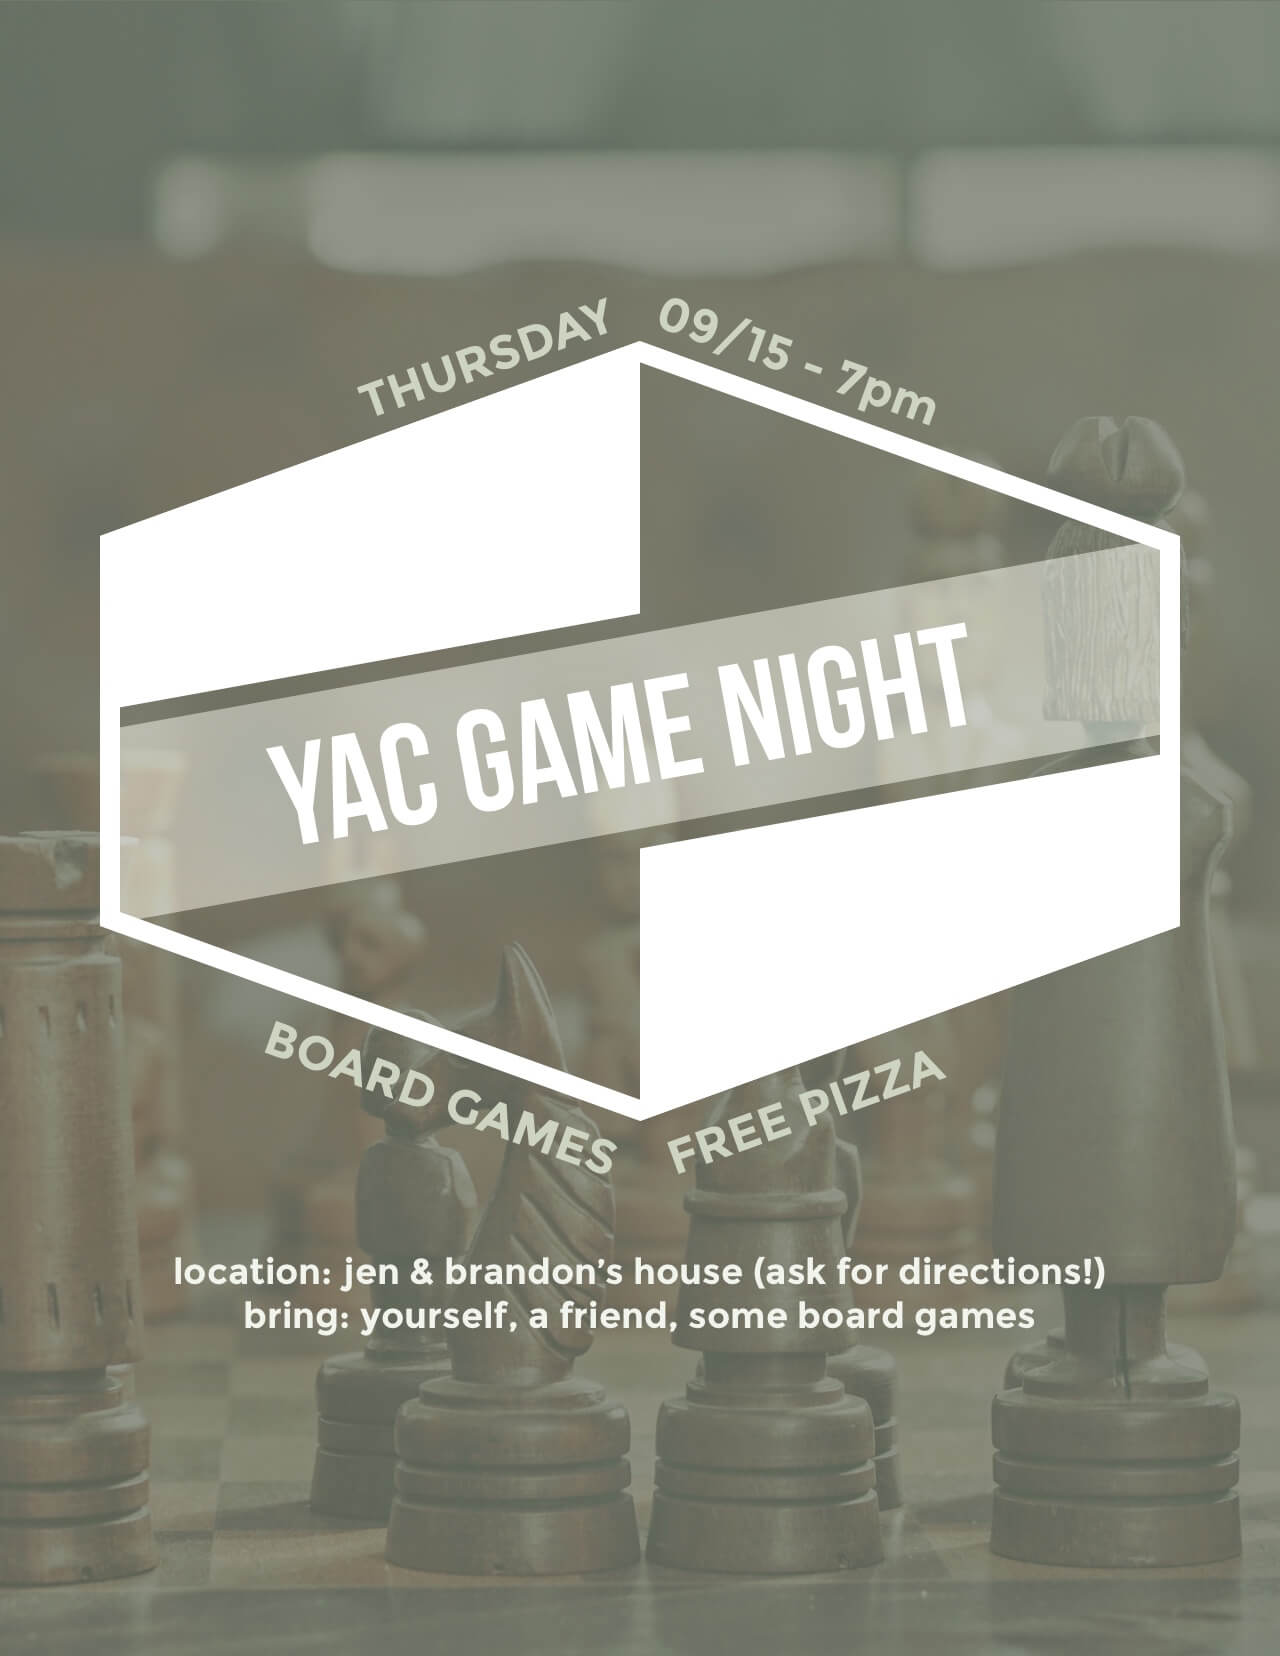 THURSDAY
09/15 - 7pm
YAC GAME NIGHT
BOARD GAMES
FREE PIZZA
location: jen & brandon’s house (ask for directions!)
bring: yourself, a friend, some board games